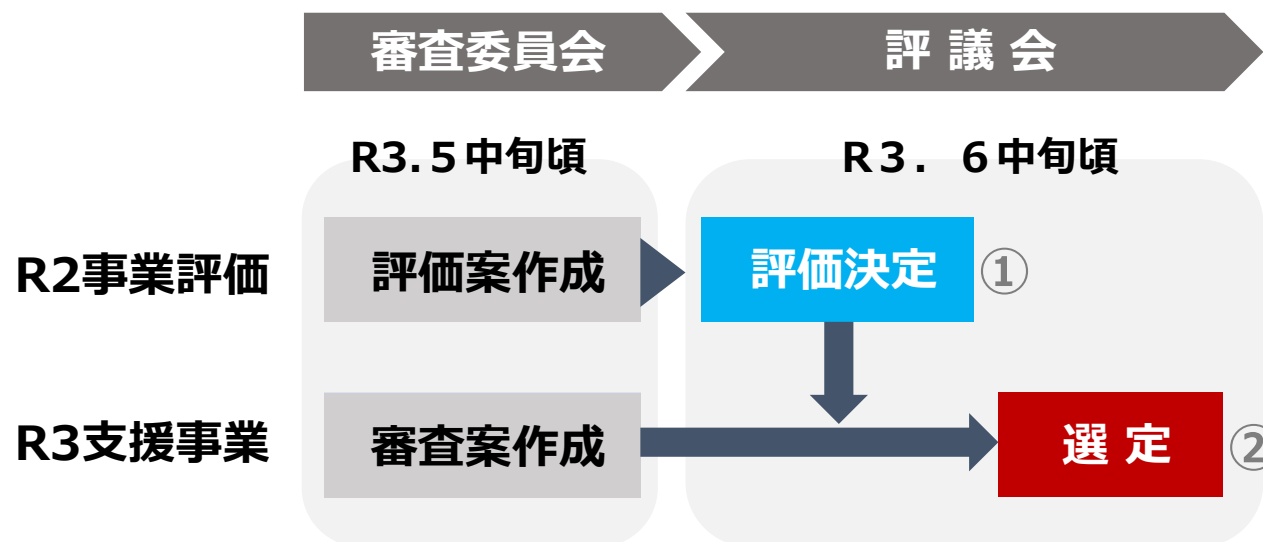 審査委員会
評 議 会
R3.５中旬頃
R３．６中旬頃
R2事業評価
評価案作成
評価決定
①
R3支援事業
審査案作成
選 定
②